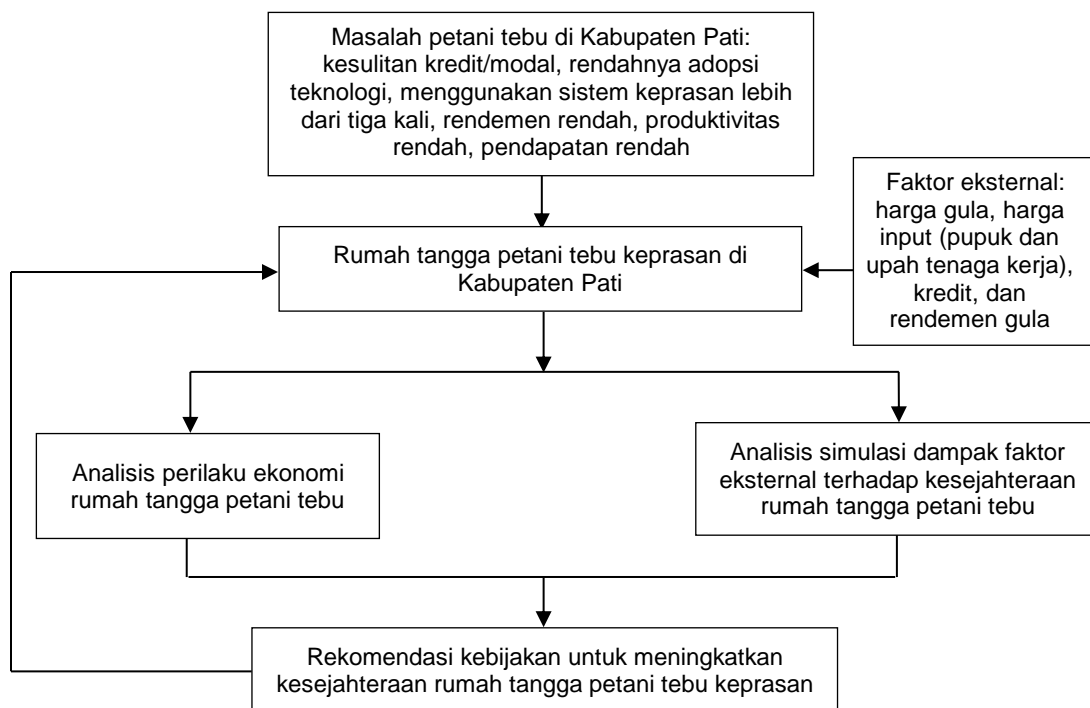 Masalah petani tebu di Kabupaten Pati:
kesulitan kredit/modal, rendahnya adopsi
teknologi, menggunakan sistem keprasan lebih
dari tiga kali, rendemen rendah, produktivitas
rendah, pendapatan rendah
Faktor eksternal:
harga gula, harga
input (pupuk dan
upah tenaga kerja),
kredit, dan
rendemen gula
Rumah tangga petani tebu keprasan di
Kabupaten Pati
Analisis perilaku ekonomi
rumah tangga petani tebu
Analisis simulasi dampak faktor
eksternal terhadap kesejahteraan
rumah tangga petani tebu
Rekomendasi kebijakan untuk meningkatkan
kesejahteraan rumah tangga petani tebu keprasan